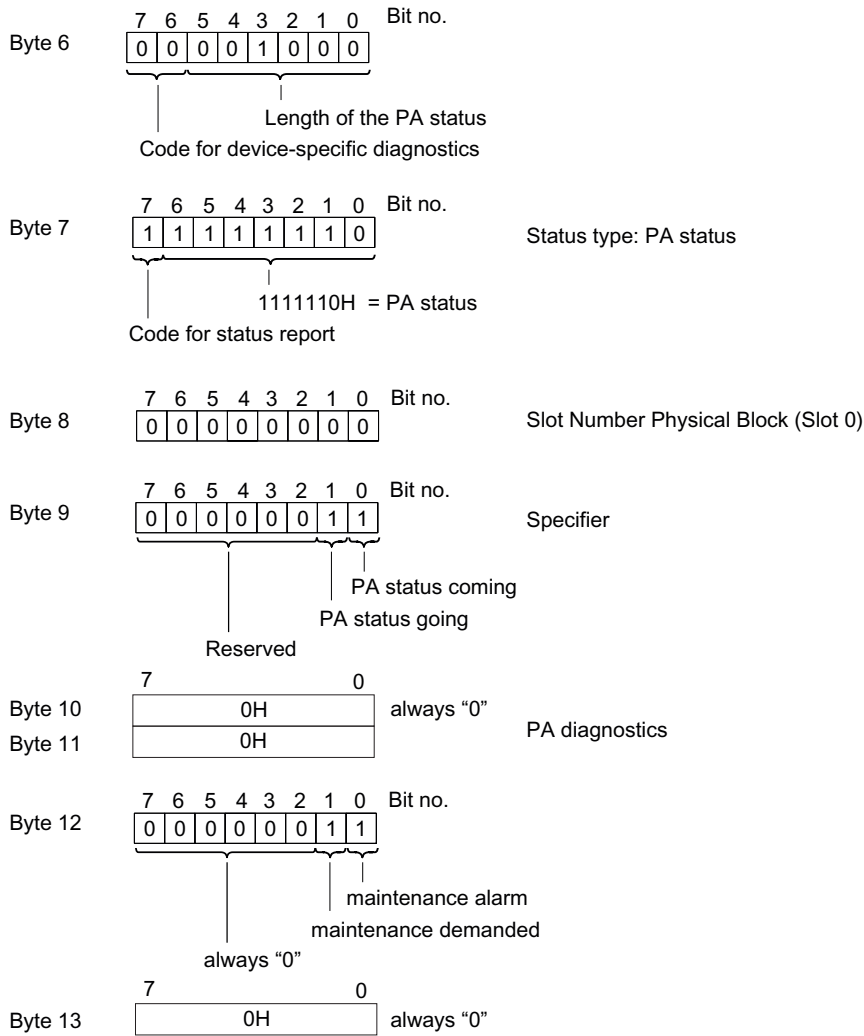 7 6 5 4 3 2 1 0 Bit no.
Byte 6 0 0 0 0 1 0 0 0
Length of the PA status
Code for device-specific diagnostics
7 6 5 4 3 2 1 0 Bit no.
Byte 7 1 1 1 1 1 1 1 0 Status type: PA status
1111110H = PA status
Code for status report
7 6 5 4 3 2 1 0 Bit no.
Byte 8 0 0 0 0 0 0 0 0 Slot Number Physical Block (Slot 0)
7 6 5 4 3 2 1 0 Bit no.
Byte 9 0 0 0 0 0 0 1 1 Specifier
PA status coming
PA status going
Reserved
7 0
Byte 10 0H always “0”
PA diagnostics
Byte 11 0H
7 6 5 4 3 2 1 0 Bit no.
Byte 12 0 0 0 0 0 0 1 1
maintenance alarm
maintenance demanded
always “0”
7 0
Byte 13 0H always “0”